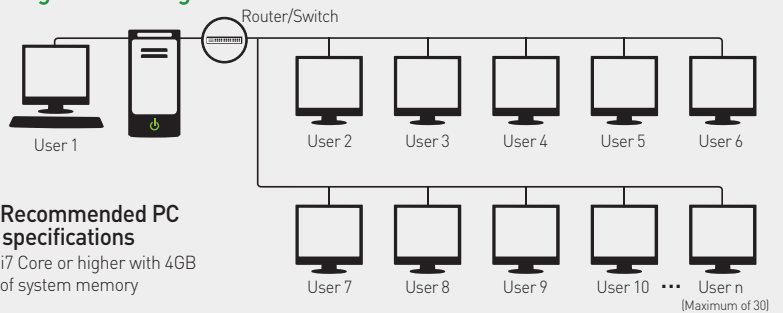 Router/Switch
User 1
User 2
User 3
User 4
User 5
User 6
Recommended PC
specifications
i7 Core or higher with 4GB
of system memory
User 7
User 8
User 9
User 10 ... User n
(Maximum of 30)